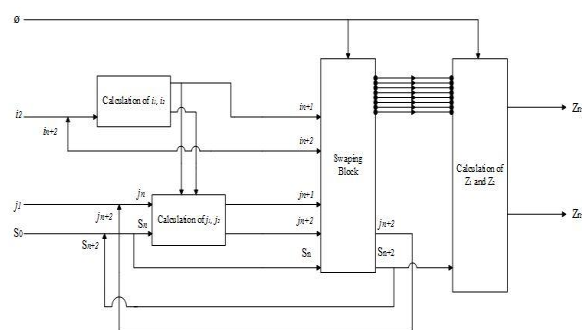 ø
Calculation of i₁, i₂
i2
in+2
in+1
in+2
Swaping
Block
Calculation of
Z₁ and Z₂
Zn
Zn
j1
jn
jn+2
S0
Sn
Sn+2
Calculation of j₁, j₂
jn+1
jn+2
Sn
jn+2
Sn+2